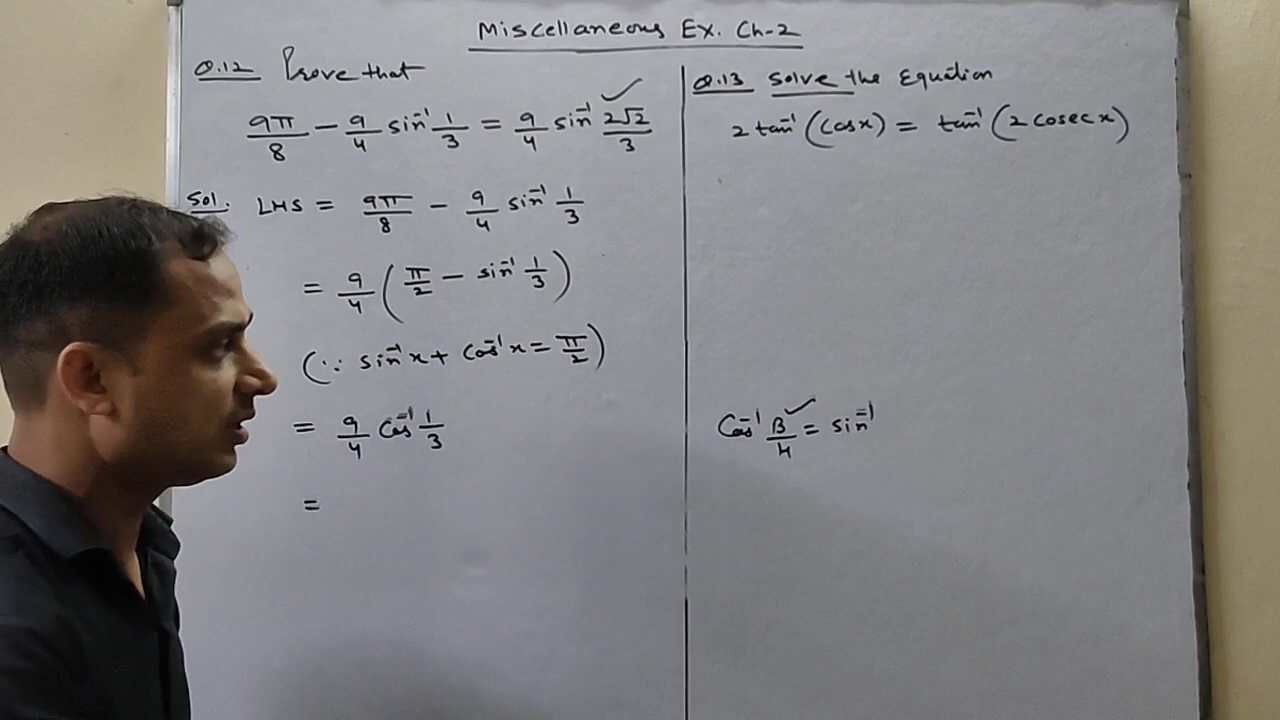 Miscellaneous Ex. Ch-2
Q.12 Prove that
9π/8 − 9/4 sin⁻¹ 1/3 = 9/4 sin⁻¹ 2√2/3 ✓
Sol. LHS = 9π/8 − 9/4 sin⁻¹ 1/3
= 9/4 (π/2 − sin⁻¹ 1/3)
(∵ sin⁻¹x + cos⁻¹x = π/2)
= 9/4 cos⁻¹ 1/3
=
Q.13 Solve the Equation
2 tan⁻¹ (cosx) = tan⁻¹ (2 cosec x)
Cos⁻¹ B/H ✓ = sin⁻¹